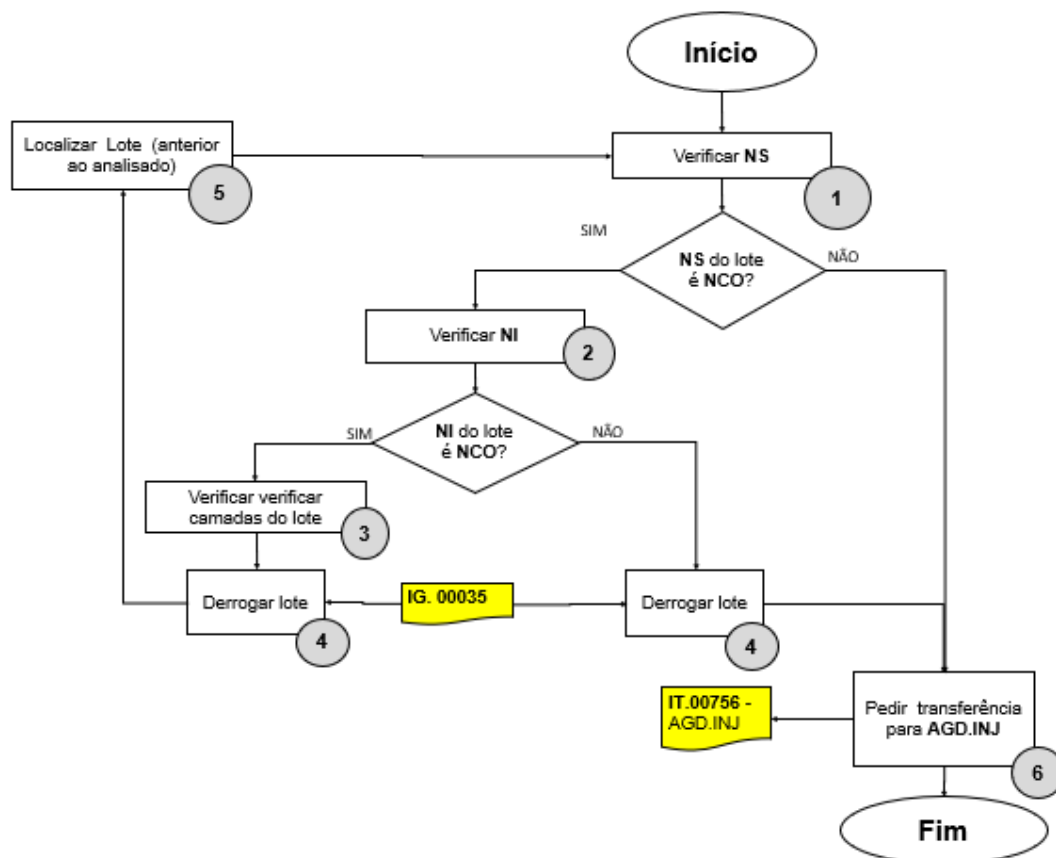 Início
Localizar Lote (anterior
ao analisado)
5
Verificar NS
1
SIM
NS do lote
é NCO?
NÃO
Verificar NI
2
SIM
NI do lote
é NCO?
NÃO
Verificar verificar
camadas do lote
3
Derrogar lote
4
IG. 00035
Derrogar lote
4
IT.00756 -
AGD.INJ
Pedir transferência
para AGD.INJ
6
Fim